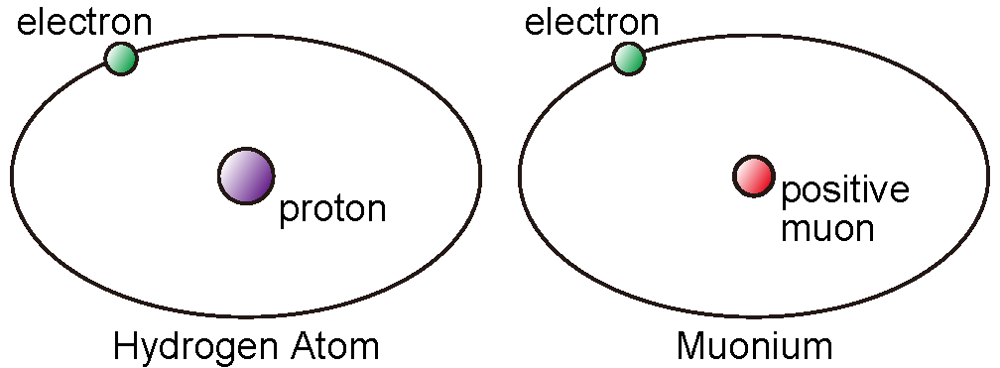 electron
proton
Hydrogen Atom
electron
positive
muon
Muonium